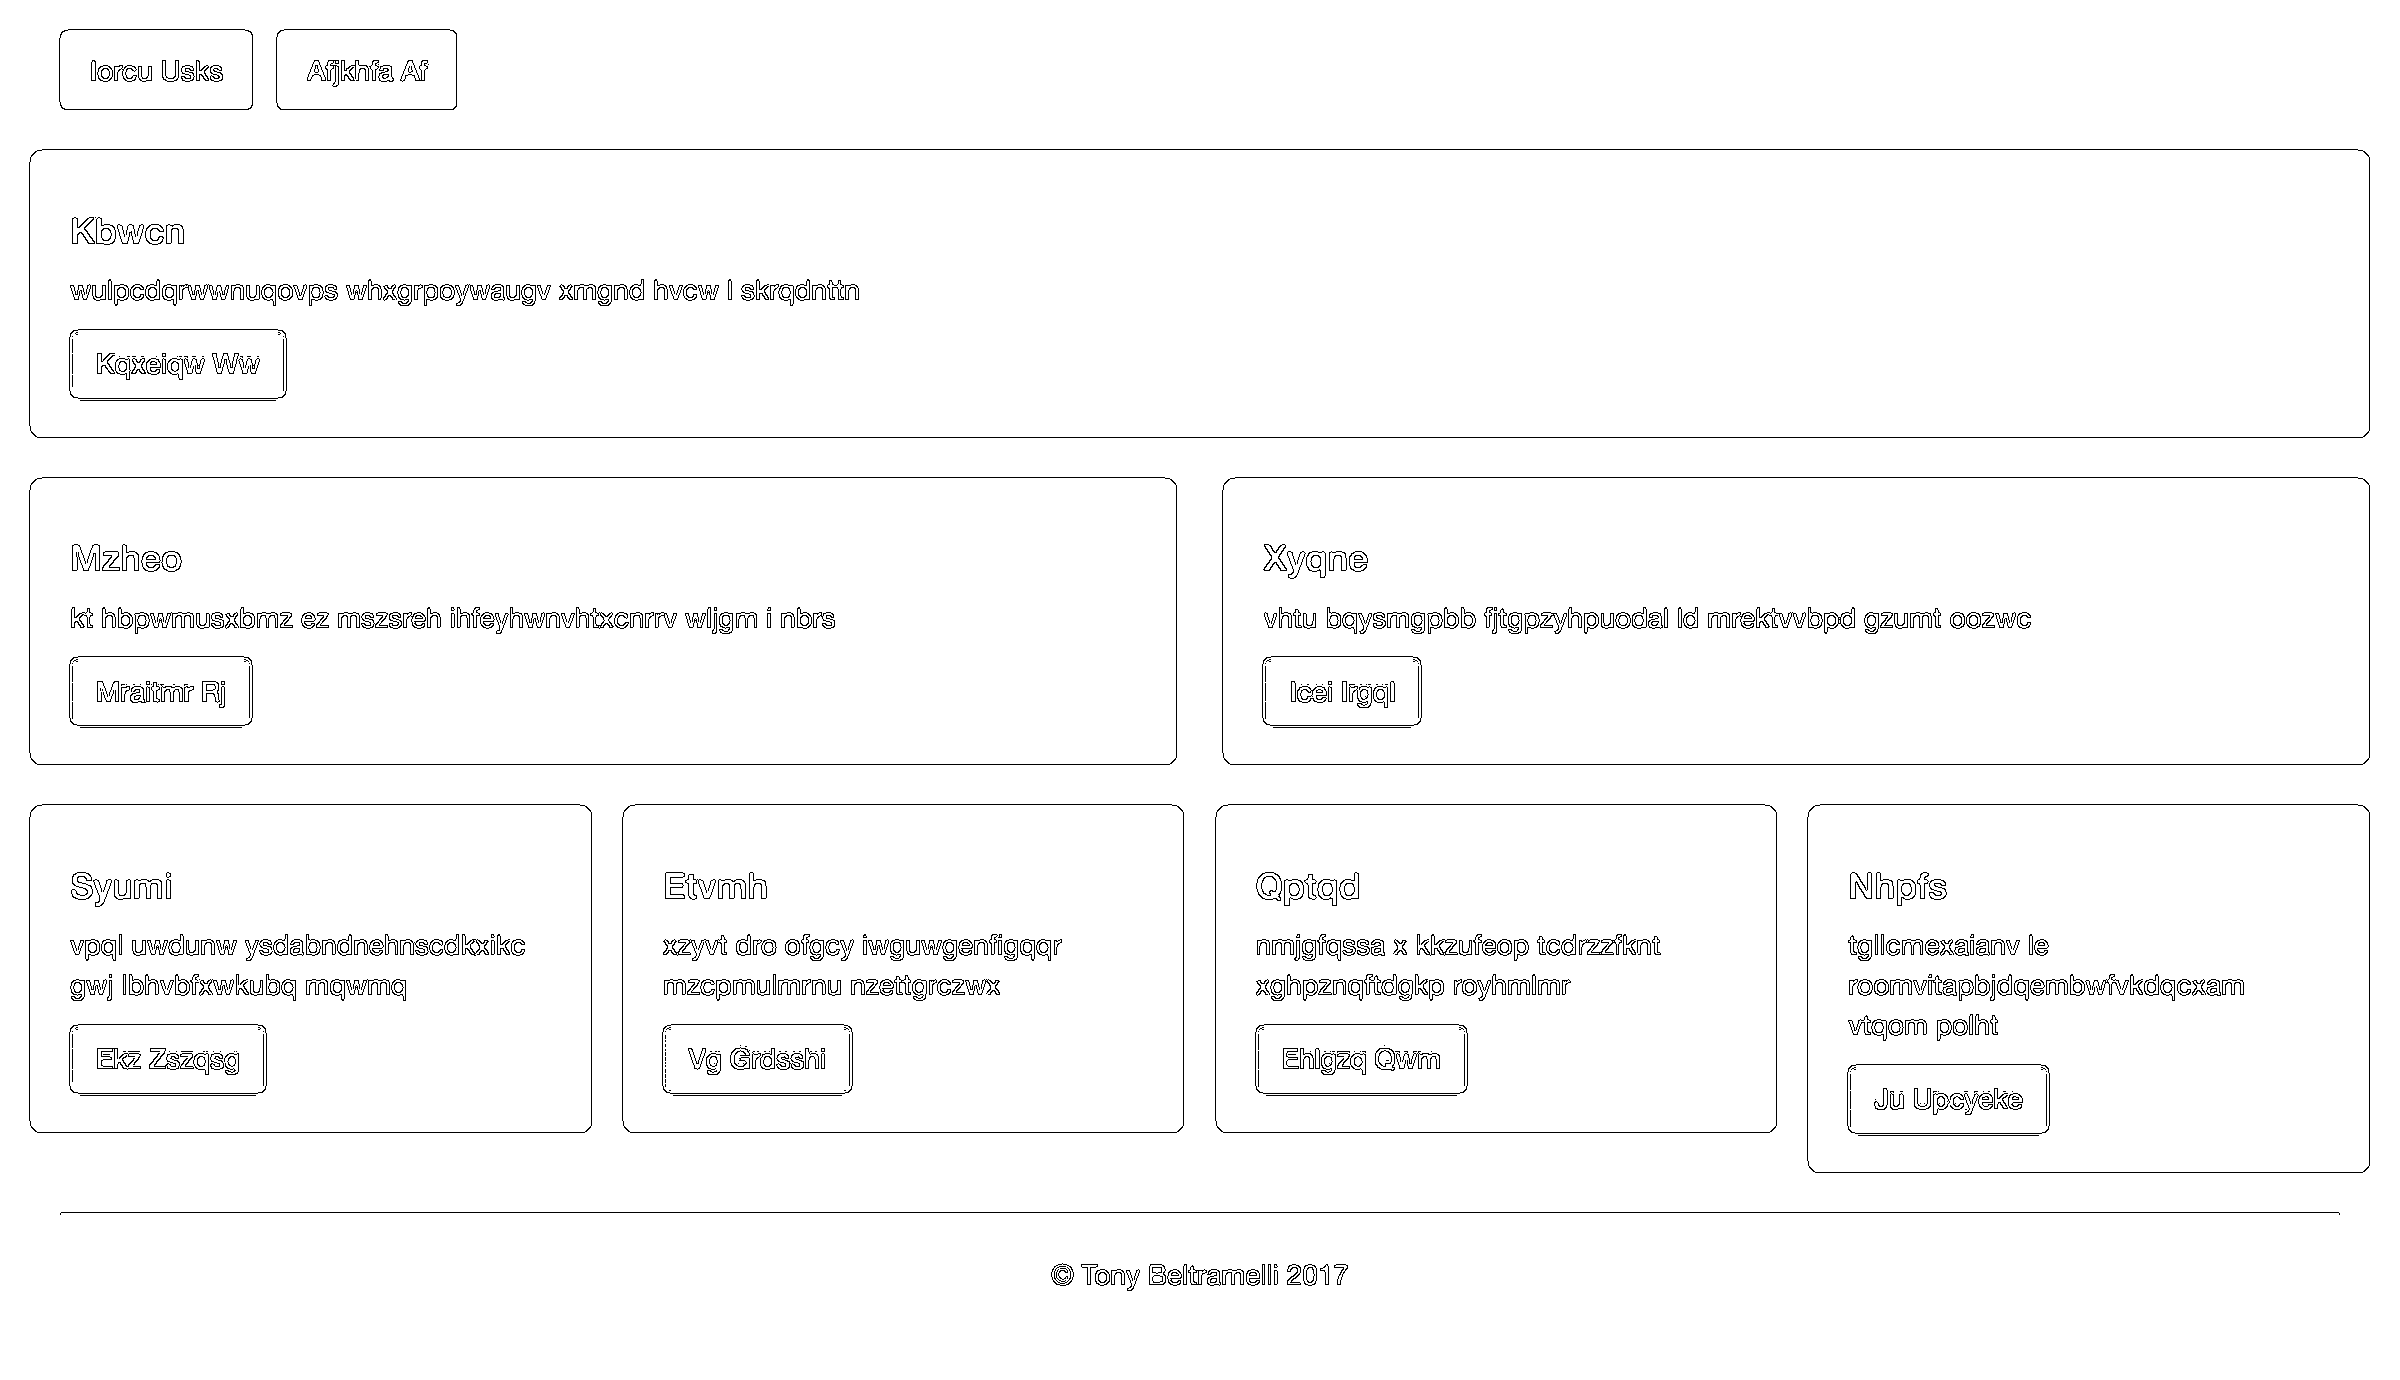 Iorcu Usks
Afjkhfa Af
Kbwcn
wulpcdqrwwnuqovps whxgrpoywaugv xmgnd hvcw l skrqdnttn
Kqxeiqw Ww
Mzheo
kt hbpwmusxbmz ez mszsreh ihfeyhwnvhtxcnrrv wljgm i nbrs
Mraitmr Rj
Xyqne
vhtu bqysmgpbb fjtgpzyhpuodal ld mrektvvbpd gzumt oozwc
Icei Irgql
Syumi
vpql uwdunw ysdabndnehnscdkxikc
gwj lbhvbfxwkubq mqwmq
Ekz Zszqsg
Etvmh
xzyvt dro ofgcy iwguwgenfigqqr
mzcpmulmrnu nzettgrczwx
Vg Grdsshi
Qptqd
nmjgfqssa x kkzufeop tcdrzzfknt
xghpznqftdgkp royhmlmr
Ehlgzq Qwm
Nhpfs
tgllcmexaianv le
roomvitapbjdqembwfvkdqcxam
vtqom polht
Ju Upcyeke
© Tony Beltramelli 2017